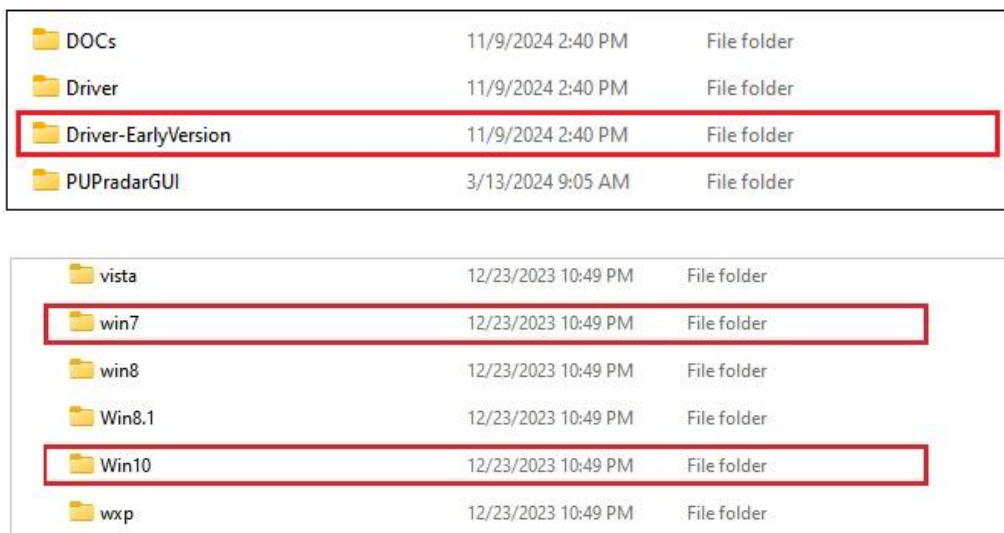 DOCs 11/9/2024 2:40 PM File folder
Driver 11/9/2024 2:40 PM File folder
Driver-EarlyVersion 11/9/2024 2:40 PM File folder
PUPradarGUI 3/13/2024 9:05 AM File folder
vista 12/23/2023 10:49 PM File folder
win7 12/23/2023 10:49 PM File folder
win8 12/23/2023 10:49 PM File folder
Win8.1 12/23/2023 10:49 PM File folder
Win10 12/23/2023 10:49 PM File folder
wxp 12/23/2023 10:49 PM File folder